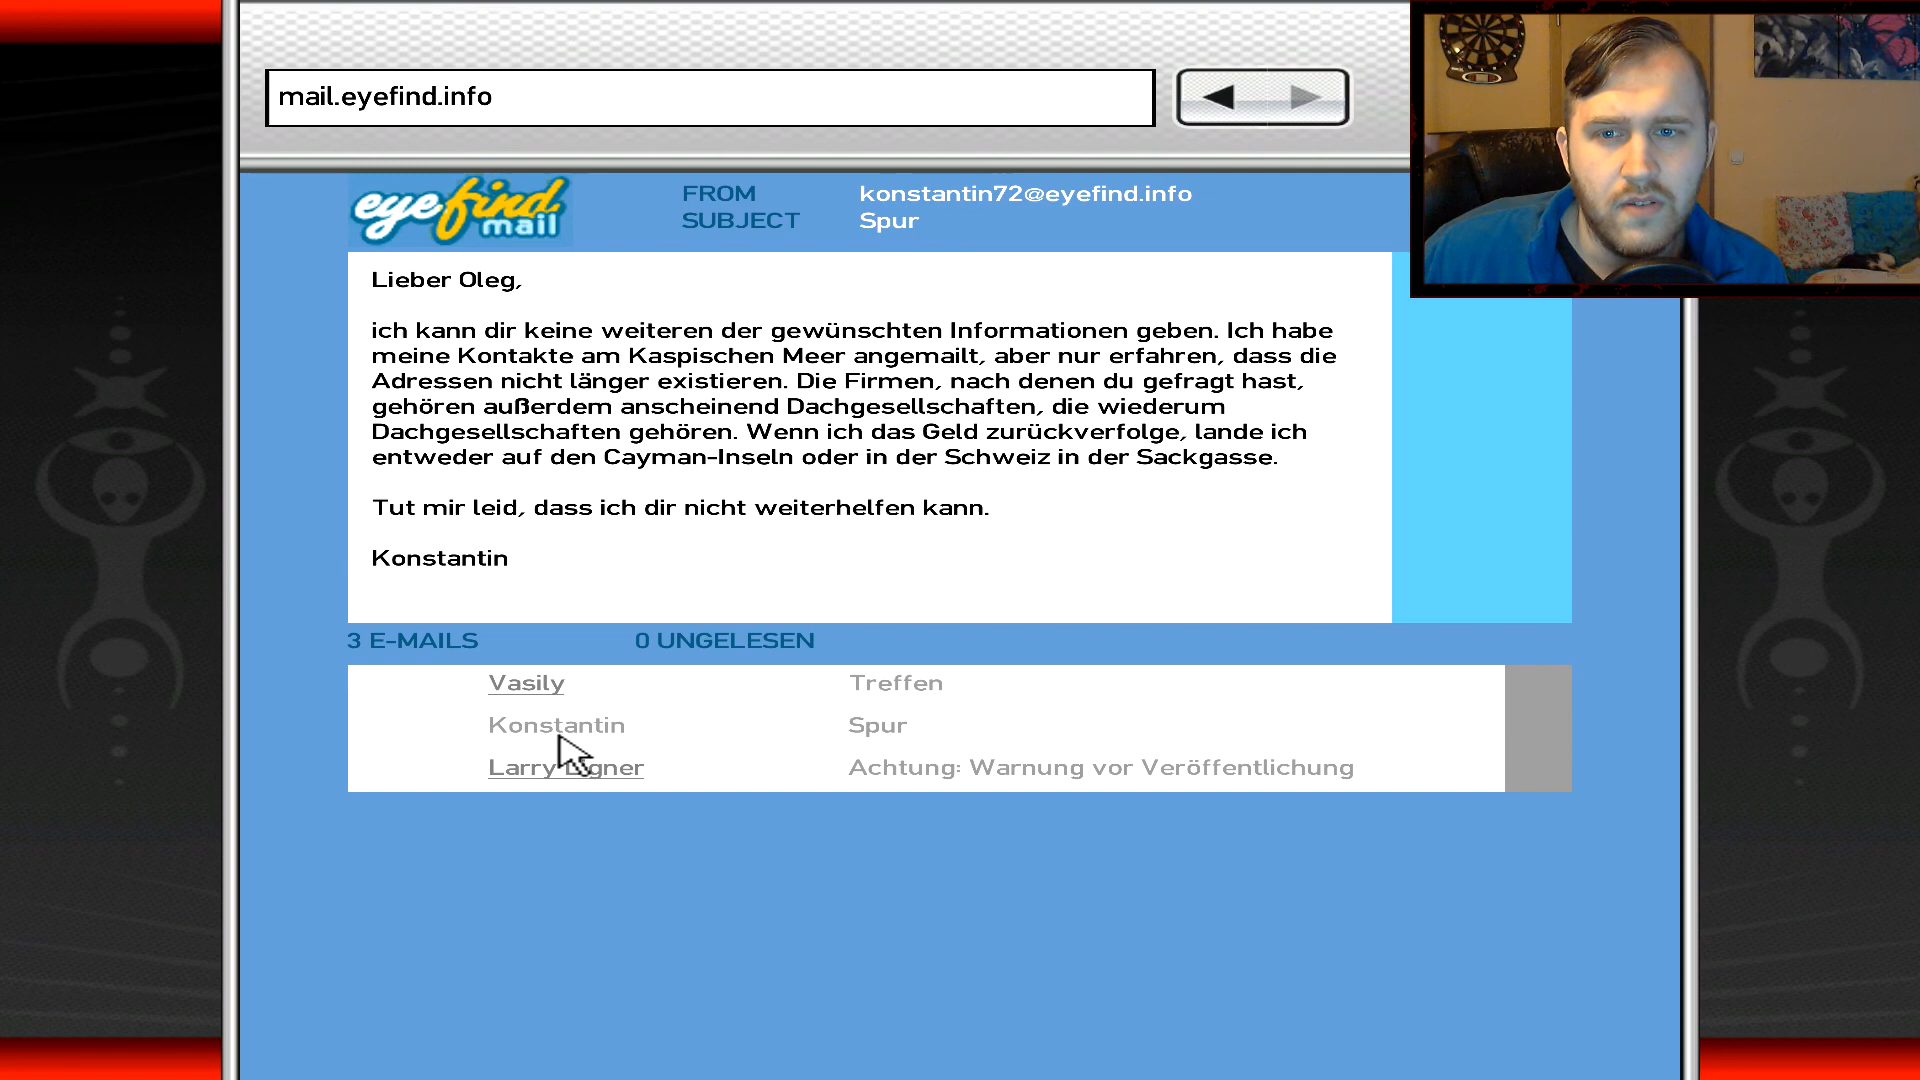 mail.eyefind.info
eyefind
mail
FROM konstantin72@eyefind.info
SUBJECT Spur
Lieber Oleg,
ich kann dir keine weiteren der gewünschten Informationen geben. Ich habe
meine Kontakte am Kaspischen Meer angemailt, aber nur erfahren, dass die
Adressen nicht länger existieren. Die Firmen, nach denen du gefragt hast,
gehören außerdem anscheinend Dachgesellschaften, die wiederum
Dachgesellschaften gehören. Wenn ich das Geld zurückverfolge, lande ich
entweder auf den Cayman-Inseln oder in der Schweiz in der Sackgasse.
Tut mir leid, dass ich dir nicht weiterhelfen kann.
Konstantin
3 E-MAILS 0 UNGELESEN
Vasily Treffen
Konstantin Spur
Larry Achtung: Warnung vor Veröffentlichung